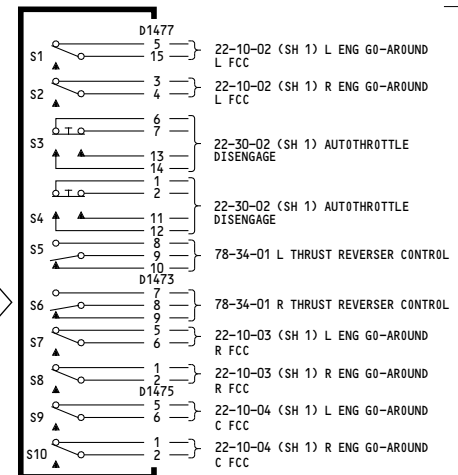 D1477
S1
5
15
22-10-02 (SH 1) L ENG GO-AROUND
L FCC
S2
3
4
22-10-02 (SH 1) R ENG GO-AROUND
L FCC
S3
6
7
13
14
22-30-02 (SH 1) AUTOTHROTTLE
DISENGAGE
S4
1
2
11
12
22-30-02 (SH 1) AUTOTHROTTLE
DISENGAGE
S5
8
9
10
78-34-01 L THRUST REVERSER CONTROL
D1473
S6
7
8
9
78-34-01 R THRUST REVERSER CONTROL
S7
5
6
22-10-03 (SH 1) L ENG GO-AROUND
R FCC
S8
1
2
22-10-03 (SH 1) R ENG GO-AROUND
R FCC
D1475
S9
5
6
22-10-04 (SH 1) L ENG GO-AROUND
C FCC
S10
1
2
22-10-04 (SH 1) R ENG GO-AROUND
C FCC